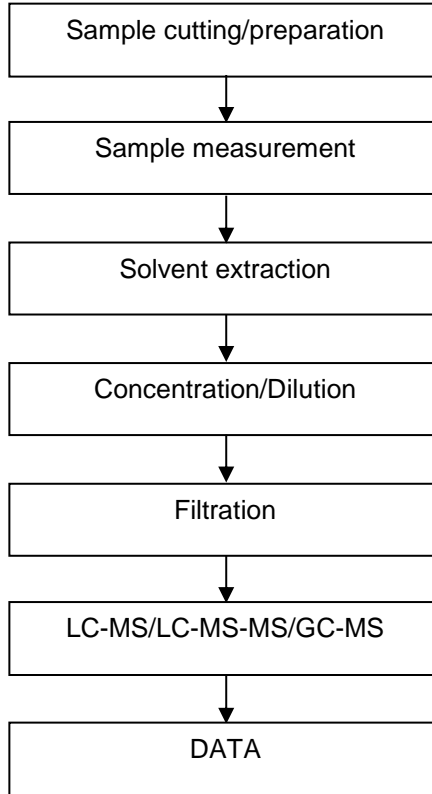 Sample cutting/preparation
Sample measurement
Solvent extraction
Concentration/Dilution
Filtration
LC-MS/LC-MS-MS/GC-MS
DATA